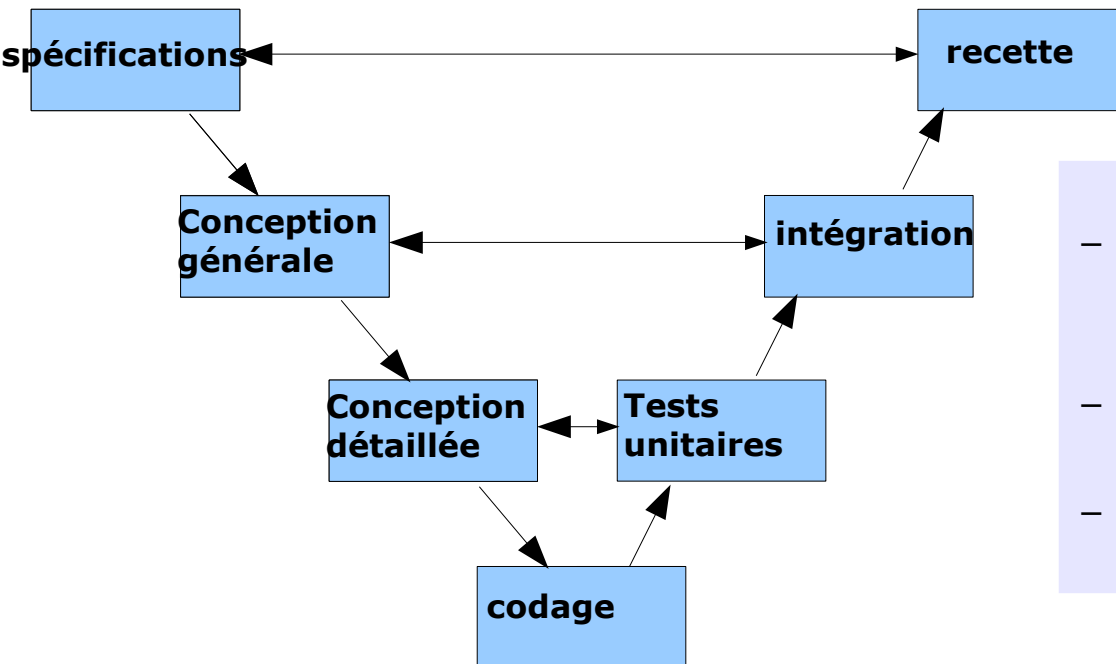 spécifications
recette
Conception
générale
intégration
–
Conception
détaillée
Tests
unitaires
–
–
codage